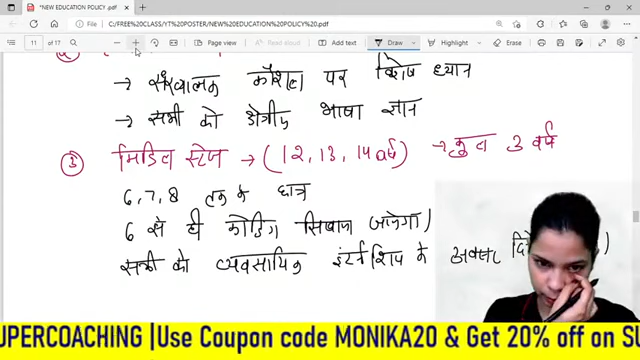 *NEW EDUCATION POLICY.pdf
C:/FREE%20CLASS/YT%20POSTER/NEW%20EDUCATION%20POLICY%20.pdf
11 of 17
Page view
Add text
Draw
Highlight
Erase
→ संख्यात्मक कौशल पर विशेष ध्यान
→ सभी को क्षेत्रीय भाषा ज्ञान
③ मिडिल स्टेज → (12, 13, 14 वर्ष) → कुल 3 वर्ष
6, 7, 8 तक के छात्र
6 से ही कोडिंग सिखाया जायेगा।
सभी को व्यवसायिक इंटर्नशिप के अवसर
UPERCOACHING |Use Coupon code MONIKA20 & Get 20% off on SU